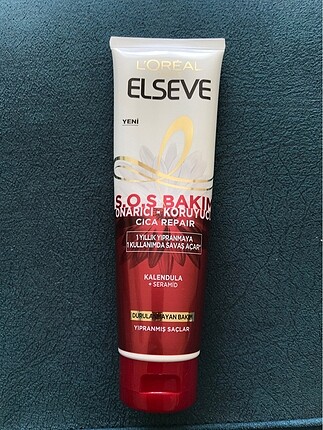 L'ORÉAL
ELSEVE
YENİ
S.O.S BAKIM
ONARICI - KORUYUCU
CICA REPAIR
1 YILLIK YIPRANMAYA
1 KULLANIMDA SAVAŞ AÇAR*
KALENDULA
+ SERAMİD
DURULANMAYAN BAKIM
YIPRANMIŞ SAÇLAR